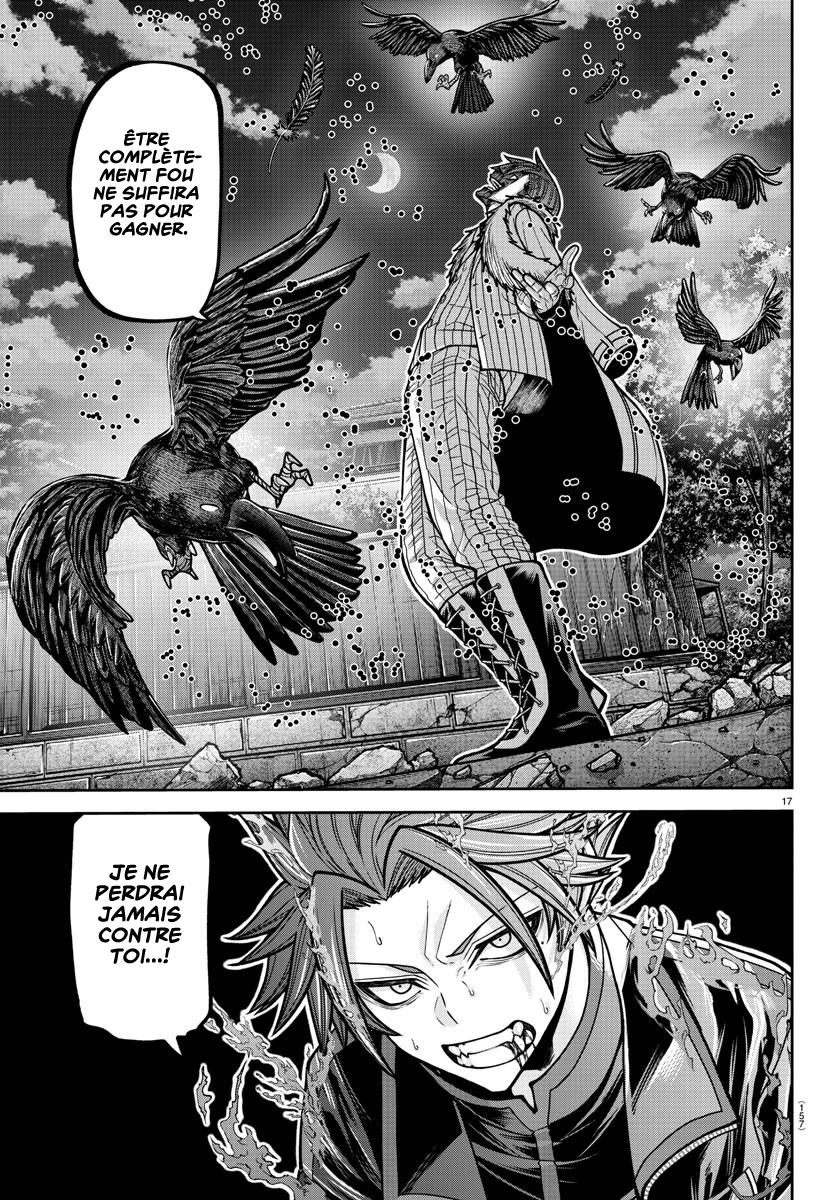 ÊTRE
COMPLÈTE-
MENT FOU
NE SUFFIRA
PAS POUR
GAGNER.
17
JE NE
PERDRAI
JAMAIS
CONTRE
TOI...!
(157)